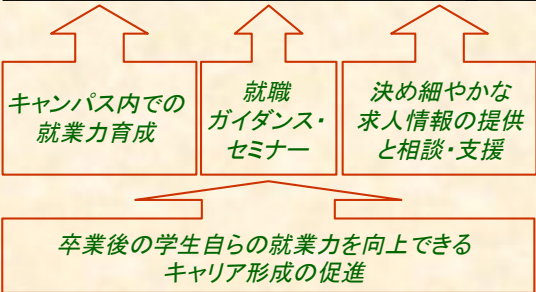 キャンパス内での
就業力育成
就職
ガイダンス・
セミナー
決め細やかな
求人情報の提供
と相談・支援
卒業後の学生自らの就業力を向上できる
キャリア形成の促進